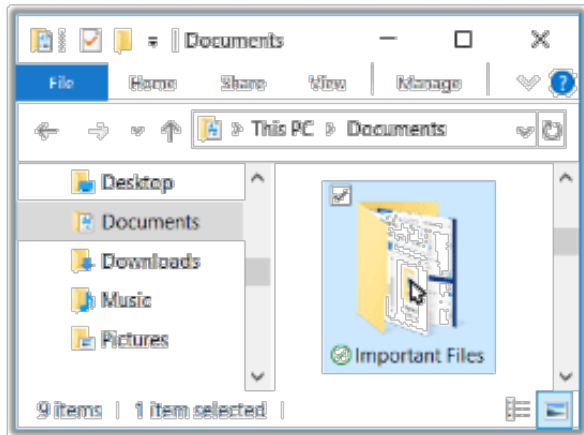 Documents
File Home Share View Manage ?
This PC Documents
Desktop
Documents
Downloads
Music
Pictures
Important Files
9 items 1 item selected